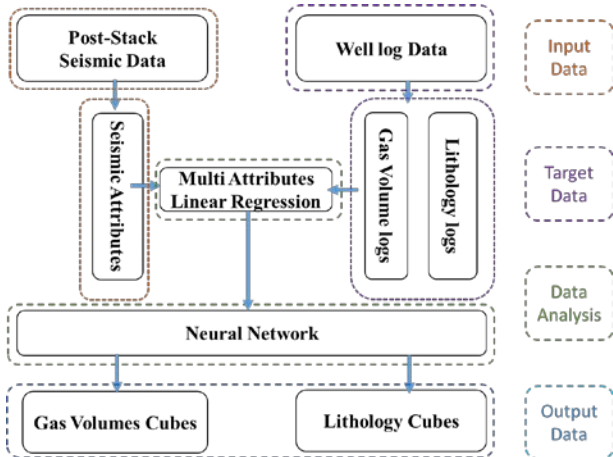 Post-Stack
Seismic Data
Well log Data
Input
Data
Seismic Attributes
Multi Attributes
Linear Regression
Gas Volume logs
Lithology logs
Target
Data
Neural Network
Data
Analysis
Gas Volumes Cubes
Lithology Cubes
Output
Data